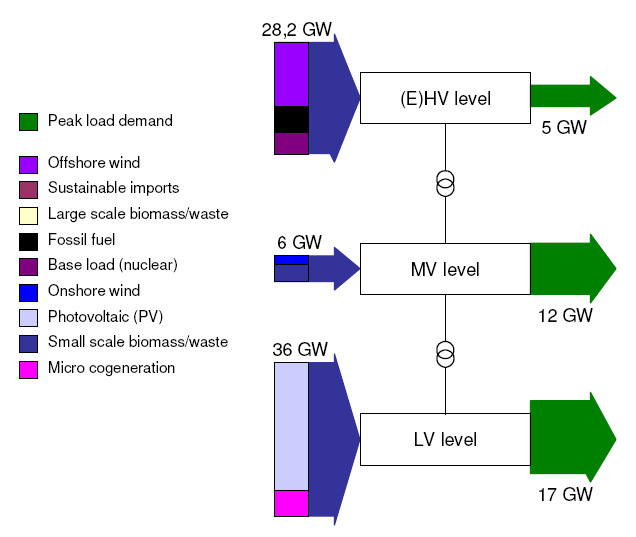 28,2 GW
(E)HV level
Peak load demand
5 GW
Offshore wind
Sustainable imports
Large scale biomass/waste
Fossil fuel
6 GW
Base load (nuclear)
MV level
Onshore wind
Photovoltaic (PV)
12 GW
Small scale biomass/waste
36 GW
Micro cogeneration
LV level
17 GW